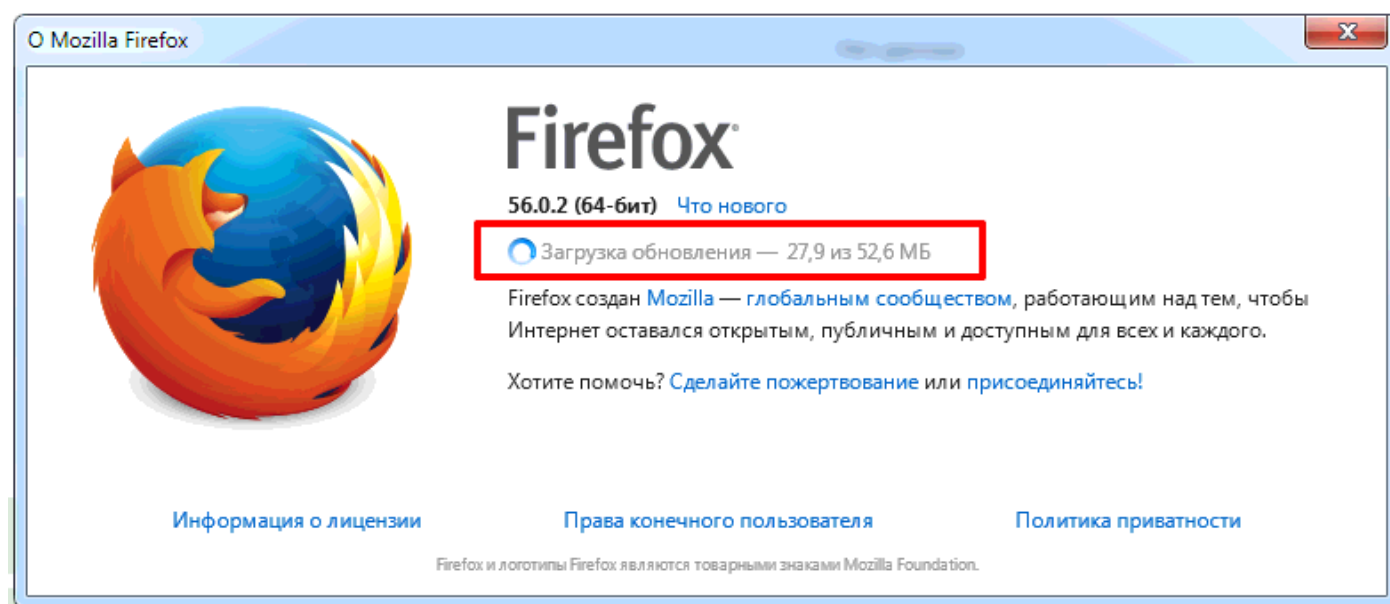 О Mozilla Firefox
Firefox
56.0.2 (64-бит) Что нового
Загрузка обновления — 27,9 из 52,6 МБ
Firefox создан Mozilla — глобальным сообществом, работающим над тем, чтобы
Интернет оставался открытым, публичным и доступным для всех и каждого.
Хотите помочь? Сделайте пожертвование или присоединяйтесь!
Информация о лицензии Права конечного пользователя Политика приватности
Firefox и логотипы Firefox являются товарными знаками Mozilla Foundation.